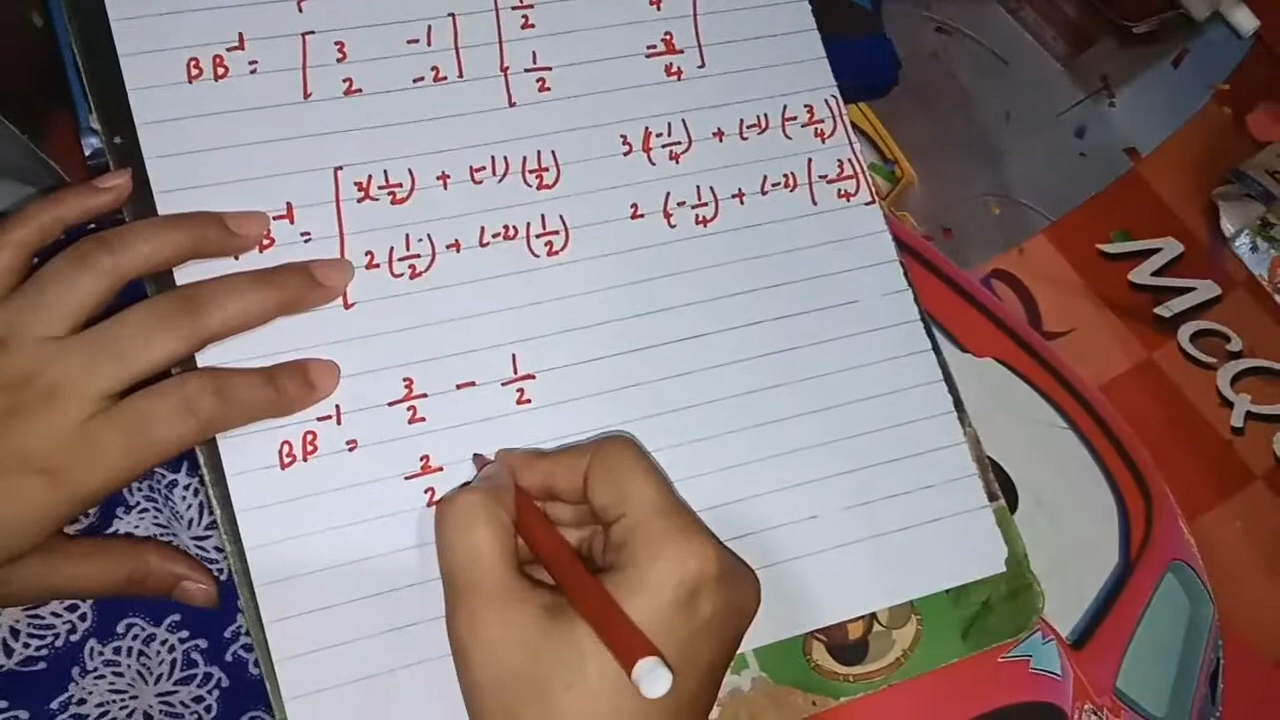 BB⁻¹ = [ 3 -1 ] [ 1/2 4
2 -2 ] 1/2 -3/4 ]
B⁻¹ = [ 3(1/2) + (-1)(1/2) 3(-1/4) + (-1)(-3/4)
2(1/2) + (-2)(1/2) 2(-1/4) + (-2)(-3/4) ]
BB⁻¹ = 3/2 - 1/2
2/2
McQ